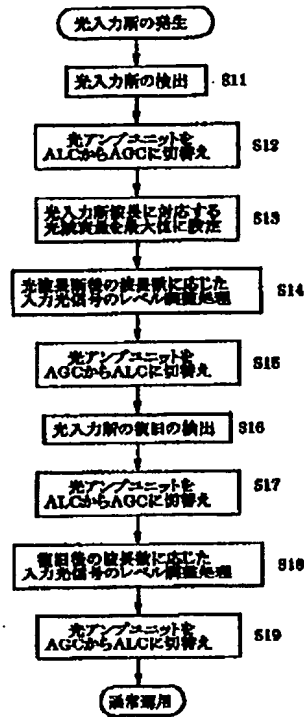 光入力断の発生
光入力断の検出
S11
光アンプユニットを
ALCからAGCに切替え
S12
光入力断波長に対応する
光減衰量を最大値に設定
S13
光波長断後の波長数に応じた
入力光信号のレベル調整処理
S14
光アンプユニットを
AGCからALCに切替え
S15
光入力断の復旧の検出
S16
光アンプユニットを
ALCからAGCに切替え
S17
復旧後の波長数に応じた
入力光信号のレベル調整処理
S18
光アンプユニットを
AGCからALCに切替え
S19
通常運用